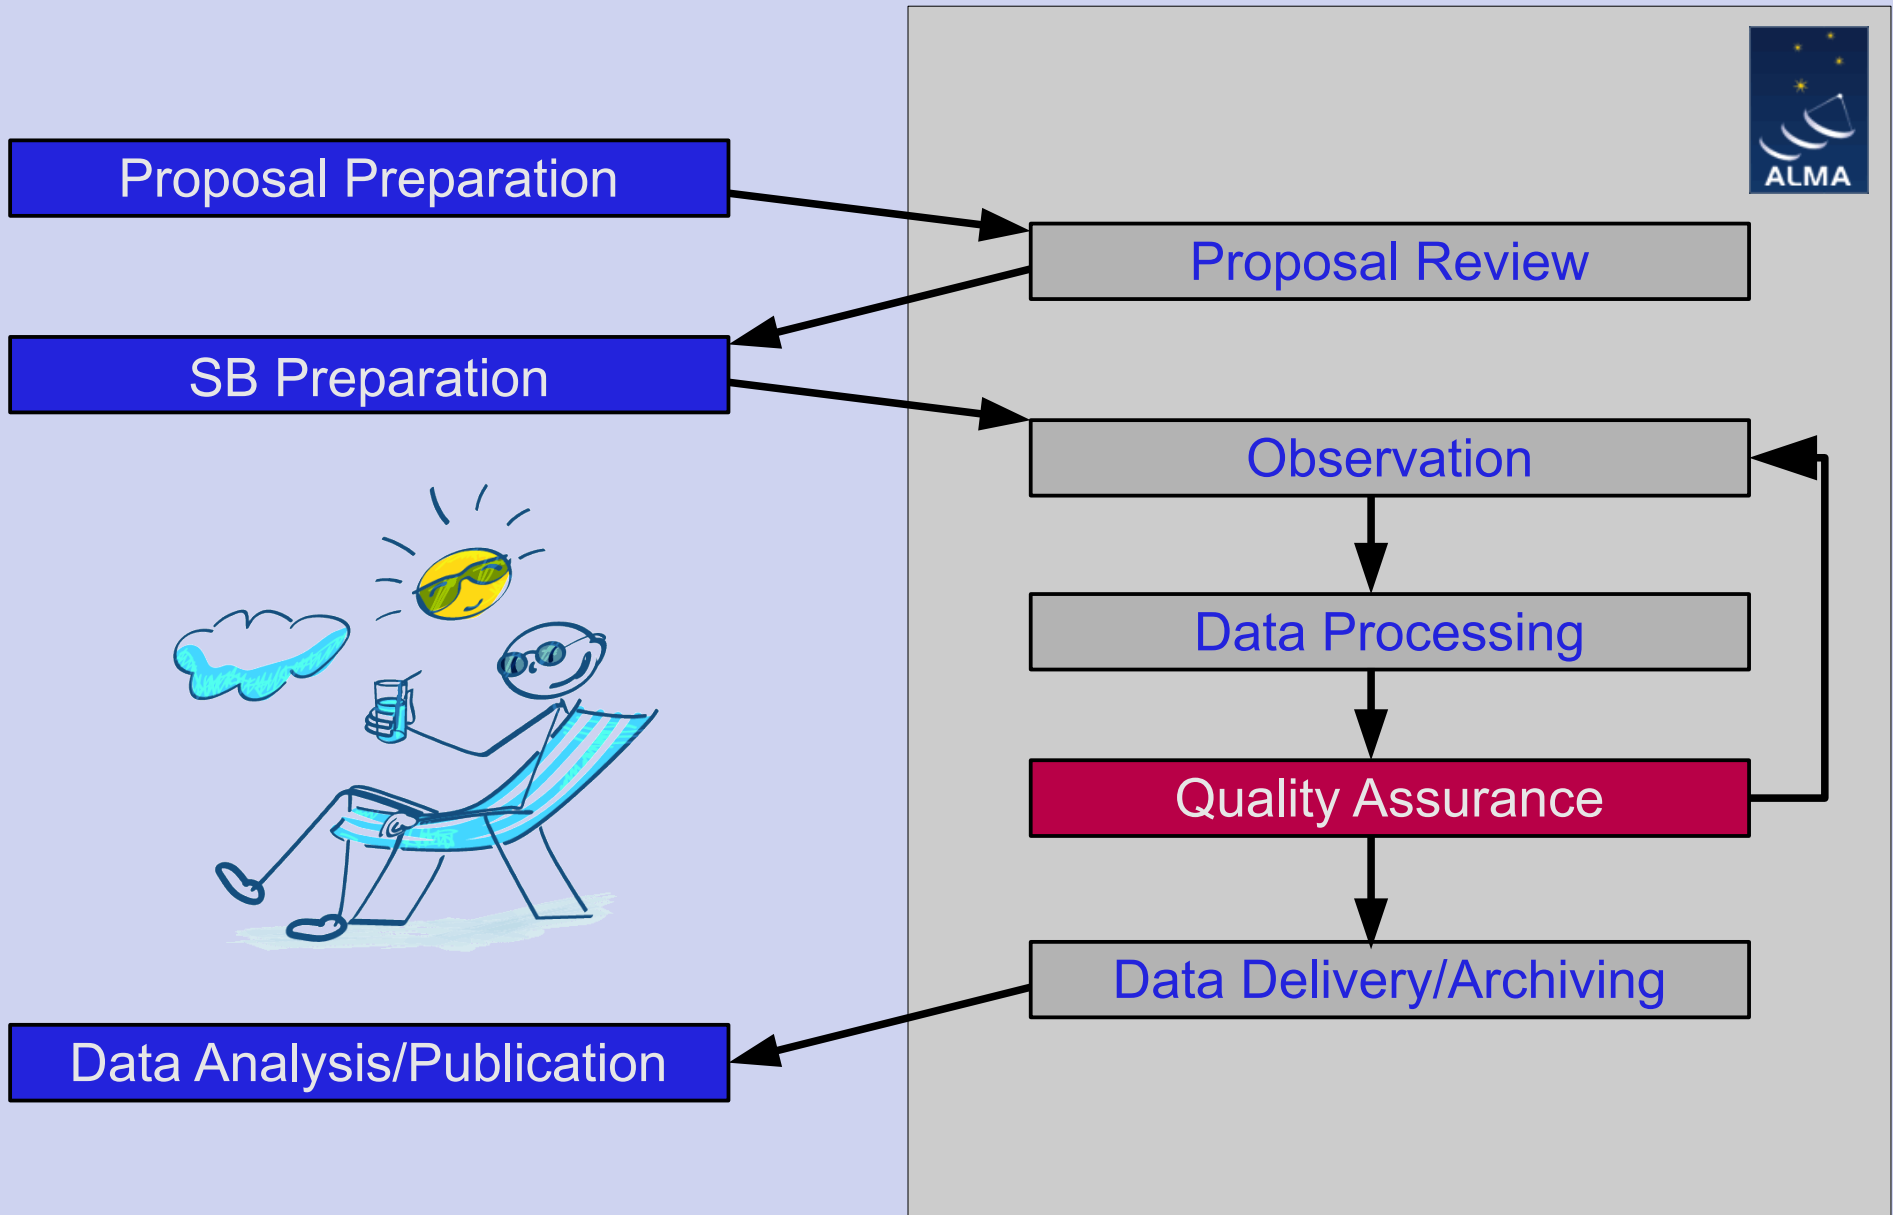 ALMA
Proposal Preparation
Proposal Review
SB Preparation
Observation
Data Processing
Quality Assurance
Data Delivery/Archiving
Data Analysis/Publication